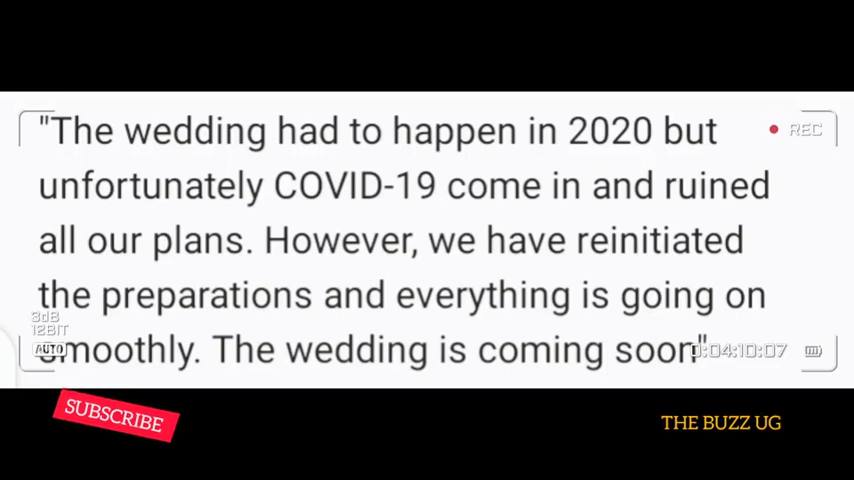 "The wedding had to happen in 2020 but
REC
unfortunately COVID-19 come in and ruined
all our plans. However, we have reinitiated
the preparations and everything is going on
3dB
12BIT
AUTO
smoothly. The wedding is coming soon"
0:04:10:07
SUBSCRIBE
THE BUZZ UG